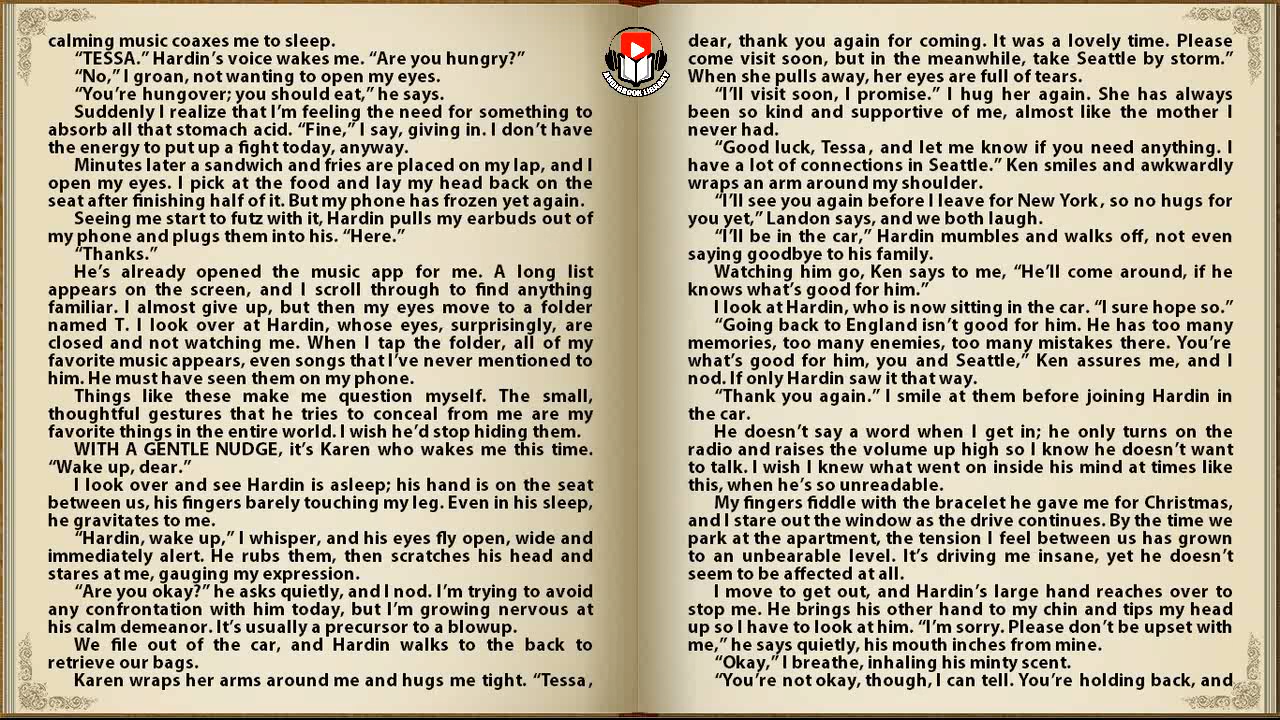 calming music coaxes me to sleep.
“TESSA.” Hardin’s voice wakes me. “Are you hungry?”
“No,” I groan, not wanting to open my eyes.
“You’re hungover; you should eat,” he says.
Suddenly I realize that I’m feeling the need for something to
absorb all that stomach acid. “Fine,” I say, giving in. I don’t have
the energy to put up a fight today, anyway.
Minutes later a sandwich and fries are placed on my lap, and I
open my eyes. I pick at the food and lay my head back on the
seat after finishing half of it. But my phone has frozen yet again.
Seeing me start to futz with it, Hardin pulls my earbuds out of
my phone and plugs them into his. “Here.”
“Thanks.”
He’s already opened the music app for me. A long list
appears on the screen, and I scroll through to find anything
familiar. I almost give up, but then my eyes move to a folder
named T. I look over at Hardin, whose eyes, surprisingly, are
closed and not watching me. When I tap the folder, all of my
favorite music appears, even songs that I’ve never mentioned to
him. He must have seen them on my phone.
Things like these make me question myself. The small,
thoughtful gestures that he tries to conceal from me are my
favorite things in the entire world. I wish he’d stop hiding them.
WITH A GENTLE NUDGE, it’s Karen who wakes me this time.
“Wake up, dear.”
I look over and see Hardin is asleep; his hand is on the seat
between us, his fingers barely touching my leg. Even in his sleep,
he gravitates to me.
“Hardin, wake up,” I whisper, and his eyes fly open, wide and
immediately alert. He rubs them, then scratches his head and
stares at me, gauging my expression.
“Are you okay?” he asks quietly, and I nod. I’m trying to avoid
any confrontation with him today, but I’m growing nervous at
his calm demeanor. It’s usually a precursor to a blowup.
We file out of the car, and Hardin walks to the back to
retrieve our bags.
Karen wraps her arms around me and hugs me tight. “Tessa,
AUDIOBOOK LIBRARY
dear, thank you again for coming. It was a lovely time. Please
come visit soon, but in the meanwhile, take Seattle by storm.”
When she pulls away, her eyes are full of tears.
“I’ll visit soon, I promise.” I hug her again. She has always
been so kind and supportive of me, almost like the mother I
never had.
“Good luck, Tessa, and let me know if you need anything. I
have a lot of connections in Seattle.” Ken smiles and awkwardly
wraps an arm around my shoulder.
“I’ll see you again before I leave for New York, so no hugs for
you yet,” Landon says, and we both laugh.
“I’ll be in the car,” Hardin mumbles and walks off, not even
saying goodbye to his family.
Watching him go, Ken says to me, “He’ll come around, if he
knows what’s good for him.”
I look at Hardin, who is now sitting in the car. “I sure hope so.”
“Going back to England isn’t good for him. He has too many
memories, too many enemies, too many mistakes there. You’re
what’s good for him, you and Seattle,” Ken assures me, and I
nod. If only Hardin saw it that way.
“Thank you again.” I smile at them before joining Hardin in
the car.
He doesn’t say a word when I get in; he only turns on the
radio and raises the volume up high so I know he doesn’t want
to talk. I wish I knew what went on inside his mind at times like
this, when he’s so unreadable.
My fingers fiddle with the bracelet he gave me for Christmas,
and I stare out the window as the drive continues. By the time we
park at the apartment, the tension I feel between us has grown
to an unbearable level. It’s driving me insane, yet he doesn’t
seem to be affected at all.
I move to get out, and Hardin’s large hand reaches over to
stop me. He brings his other hand to my chin and tips my head
up so I have to look at him. “I’m sorry. Please don’t be upset with
me,” he says quietly, his mouth inches from mine.
“Okay,” I breathe, inhaling his minty scent.
“You’re not okay, though, I can tell. You’re holding back, and